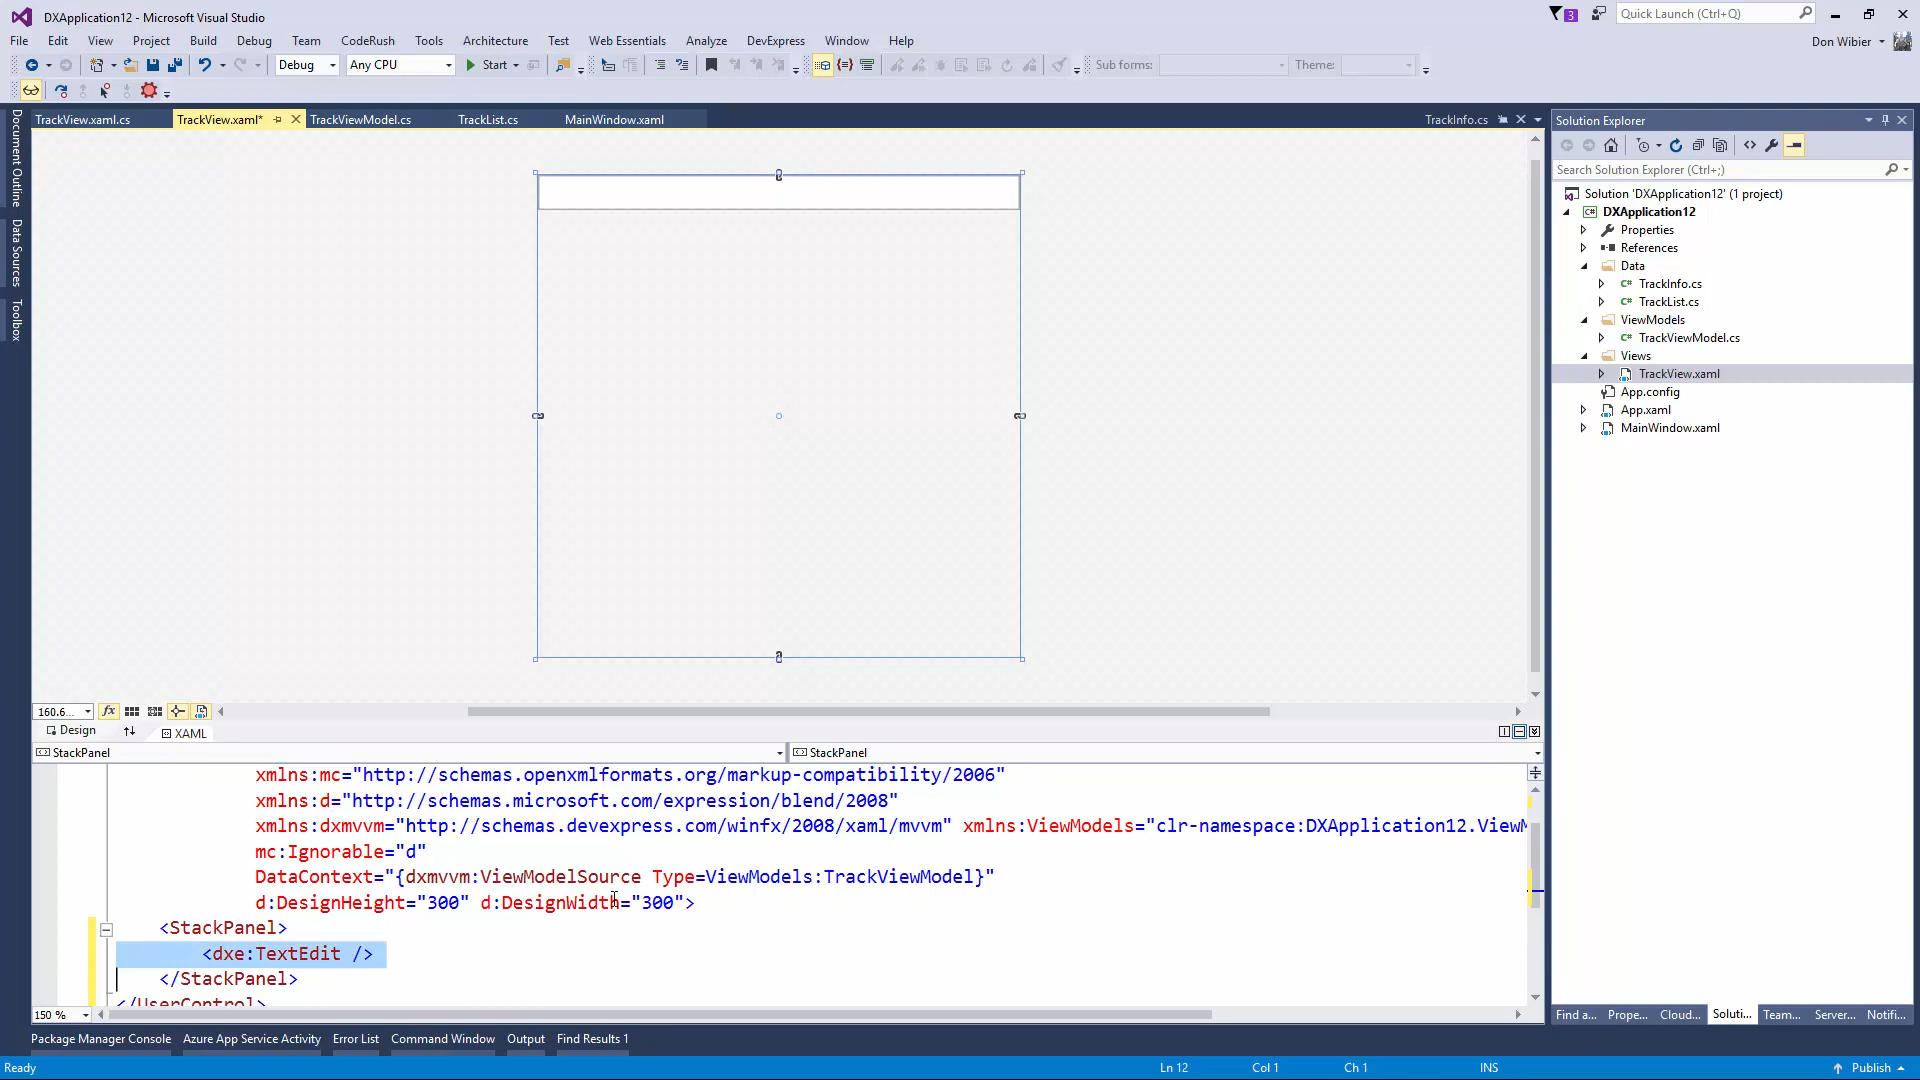 DXApplication12 - Microsoft Visual Studio
3
Quick Launch (Ctrl+Q)
File Edit View Project Build Debug Team CodeRush Tools Architecture Test Web Essentials Analyze DevExpress Window Help
Don Wibier
Debug Any CPU Start Sub forms: Theme:
TrackView.xaml.cs TrackView.xaml* TrackViewModel.cs TrackList.cs MainWindow.xaml TrackInfo.cs
Document Outline
Data Sources
Toolbox
Solution Explorer
Search Solution Explorer (Ctrl+;)
Solution 'DXApplication12' (1 project)
DXApplication12
Properties
References
Data
TrackInfo.cs
TrackList.cs
ViewModels
TrackViewModel.cs
Views
TrackView.xaml
App.config
App.xaml
MainWindow.xaml
160.6...
Design XAML
StackPanel StackPanel
xmlns:mc="http://schemas.openxmlformats.org/markup-compatibility/2006"
xmlns:d="http://schemas.microsoft.com/expression/blend/2008"
xmlns:dxmvvm="http://schemas.devexpress.com/winfx/2008/xaml/mvvm" xmlns:ViewModels="clr-namespace:DXApplication12.ViewM
mc:Ignorable="d"
DataContext="{dxmvvm:ViewModelSource Type=ViewModels:TrackViewModel}"
d:DesignHeight="300" d:DesignWidth="300">
<StackPanel>
<dxe:TextEdit />
</StackPanel>
</UserControl>
150 %
Find a... Prope... Cloud... Soluti... Team... Server... Notifi...
Package Manager Console Azure App Service Activity Error List Command Window Output Find Results 1
Ready Ln 12 Col 1 Ch 1 INS Publish